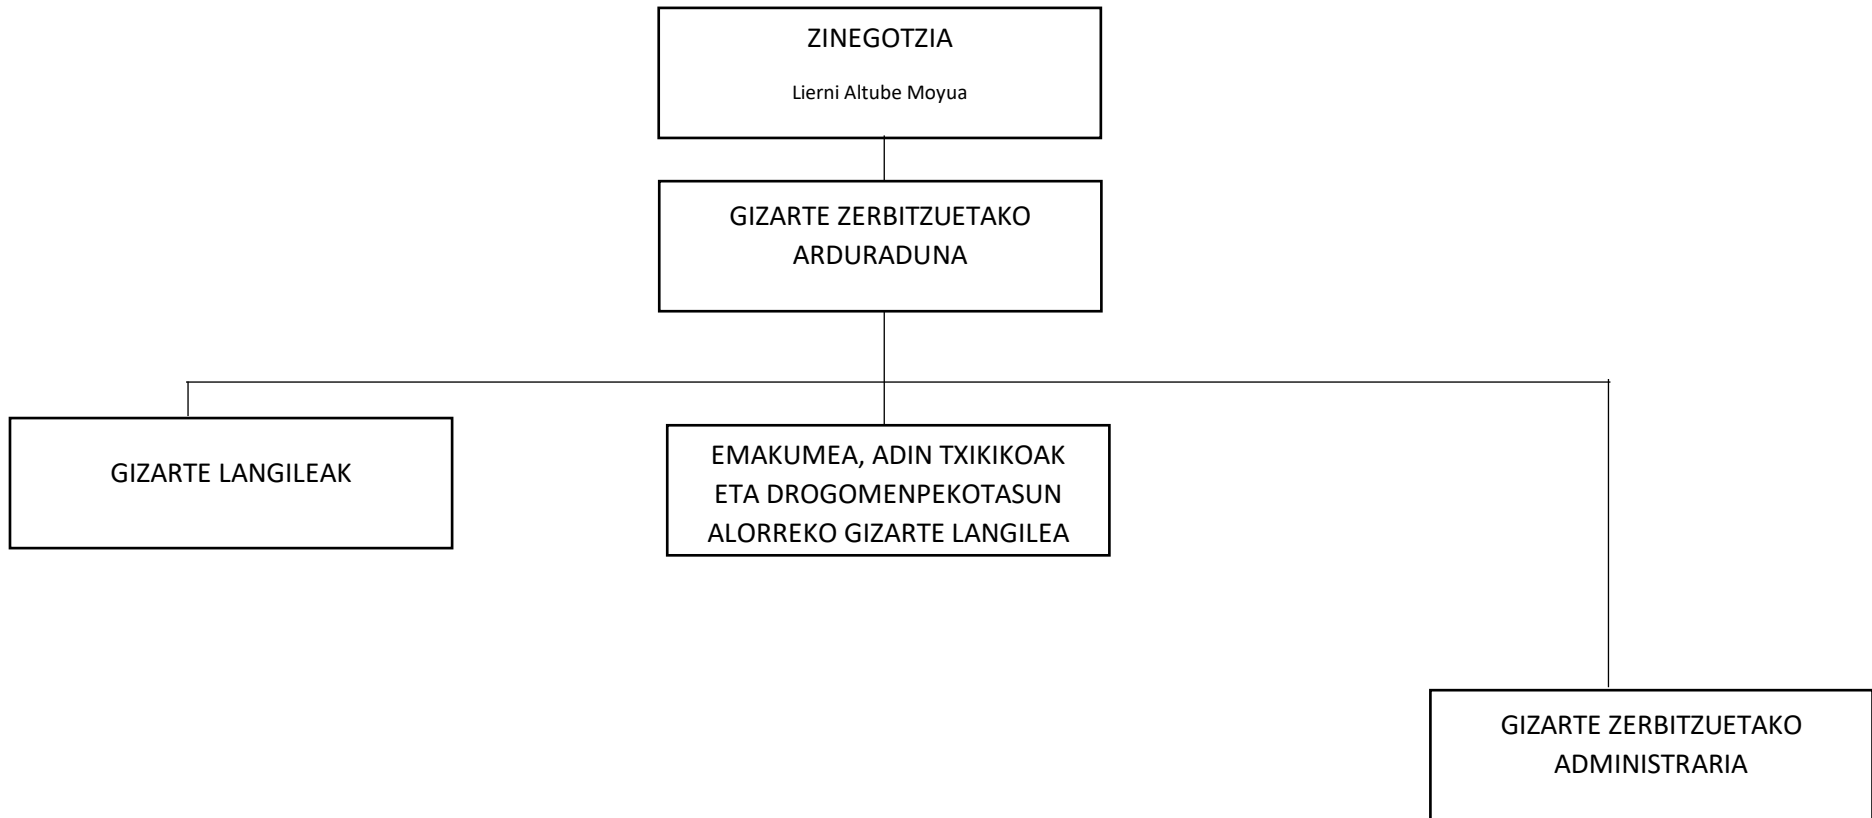 ZINEGOTZIA
Lierni Altube Moyua
GIZARTE ZERBITZUETAKO
ARDURADUNA
GIZARTE LANGILEAK
EMAKUMEA, ADIN TXIKIKOAK
ETA DROGOMENPEKOTASUN
ALORREKO GIZARTE LANGILEA
GIZARTE ZERBITZUETAKO
ADMINISTRARIA